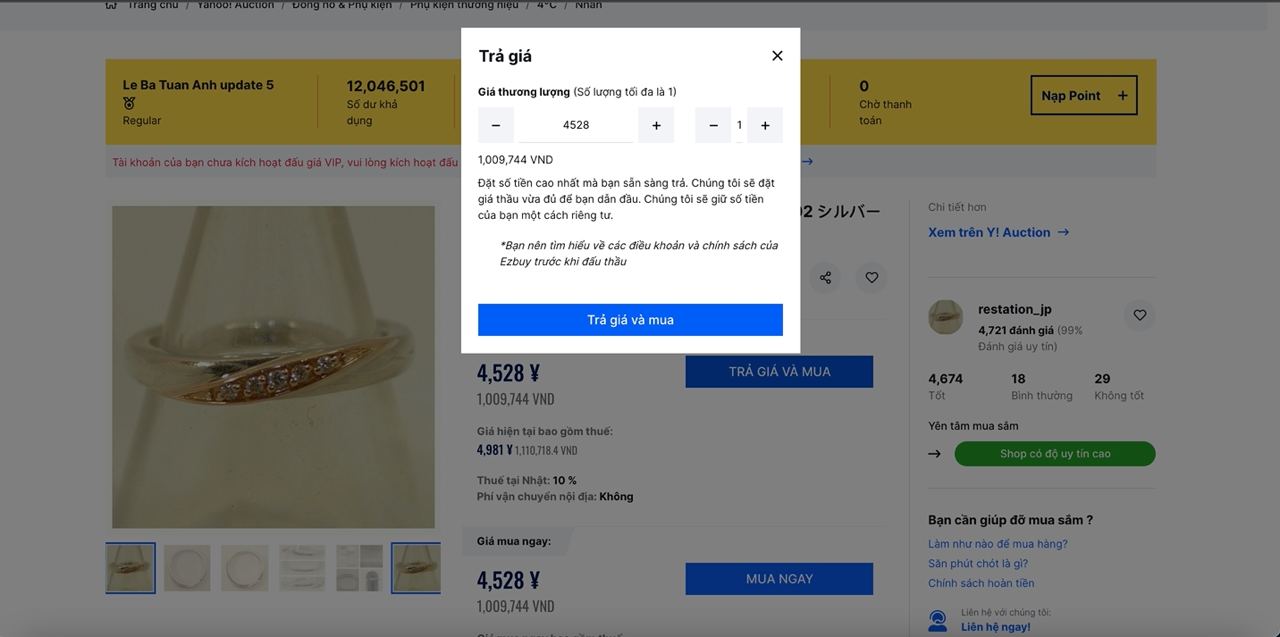 Trang chủ / Yahoo! Auction / Đồng hồ & Phụ kiện / Phụ kiện thương hiệu / 4°C / Nhẫn
Trả giá
Giá thương lượng (Số lượng tối đa là 1)
− 4528 + − 1 +
1,009,744 VND
Đặt số tiền cao nhất mà bạn sẵn sàng trả. Chúng tôi sẽ đặt
giá thầu vừa đủ để bạn dẫn đầu. Chúng tôi sẽ giữ số tiền
của bạn một cách riêng tư.
*Bạn nên tìm hiểu về các điều khoản và chính sách của
Ezbuy trước khi đấu thầu
Trả giá và mua
Le Ba Tuan Anh update 5
Regular
12,046,501
Số dư khả
dụng
0
Chờ thanh
toán
Nạp Point +
Tài khoản của bạn chưa kích hoạt đấu giá VIP, vui lòng kích hoạt đấu
02 シルバー
4,528 ¥
1,009,744 VND
TRẢ GIÁ VÀ MUA
Giá hiện tại bao gồm thuế:
4,981 ¥ 1,110,718.4 VND
Thuế tại Nhật: 10 %
Phí vận chuyển nội địa: Không
Giá mua ngay:
4,528 ¥
1,009,744 VND
MUA NGAY
Chi tiết hơn
Xem trên Y! Auction
restation_jp
4,721 đánh giá (99%
Đánh giá uy tín)
4,674 18 29
Tốt Bình thường Không tốt
Yên tâm mua sắm
Shop có độ uy tín cao
Bạn cần giúp đỡ mua sắm ?
Làm như nào để mua hàng?
Săn phút chót là gì?
Chính sách hoàn tiền
Liên hệ với chúng tôi:
Liên hệ ngay!